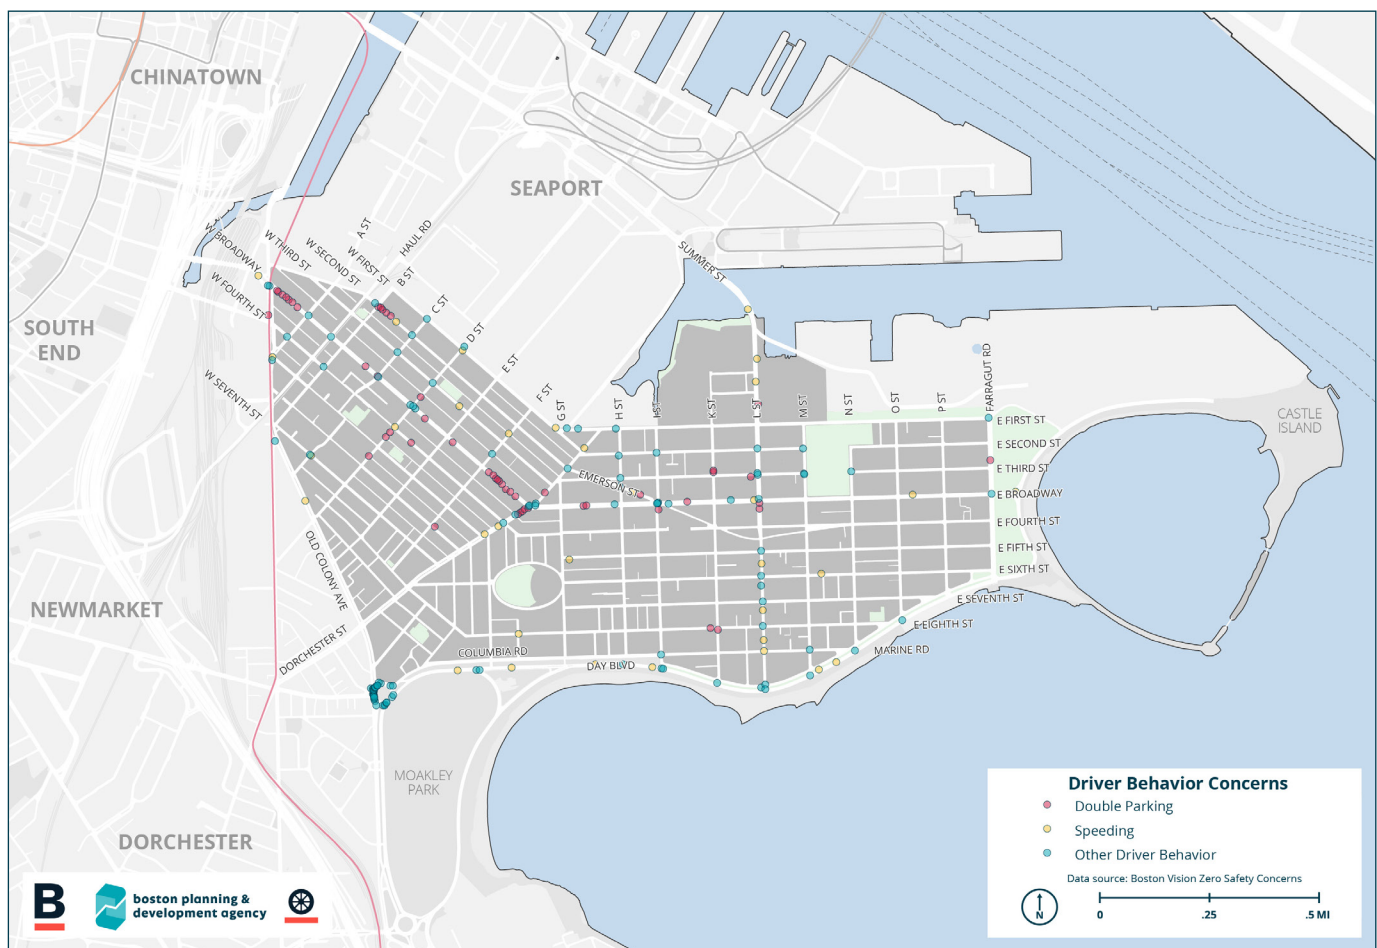 CHINATOWN
SEAPORT
A ST
HAUL RD
W BROADWAY
W THIRD ST
W SECOND ST
W FIRST ST
B ST
SUMMER ST
W FOURTH ST
C ST
SOUTH
END
D ST
E ST
F ST
W SEVENTH ST
G ST
H ST
I ST
K ST
L ST
M ST
N ST
O ST
P ST
FARRAGUT RD
CASTLE
ISLAND
E FIRST ST
E SECOND ST
E THIRD ST
EMERSON ST
E BROADWAY
E FOURTH ST
E FIFTH ST
E SIXTH ST
OLD COLONY AVE
NEWMARKET
E SEVENTH ST
E EIGHTH ST
DORCHESTER ST
COLUMBIA RD
DAY BLVD
MARINE RD
MOAKLEY
PARK
DORCHESTER
Driver Behavior Concerns
Double Parking
Speeding
Other Driver Behavior
Data source: Boston Vision Zero Safety Concerns
N
0 .25 .5 MI
B
boston planning &
development agency